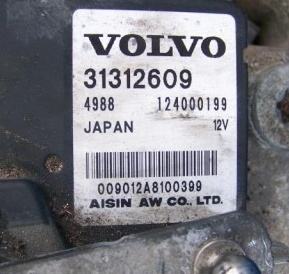 VOLVO
31312609
4988 124000199
JAPAN 12V
009012A8100399
AISIN AW CO., LTD.